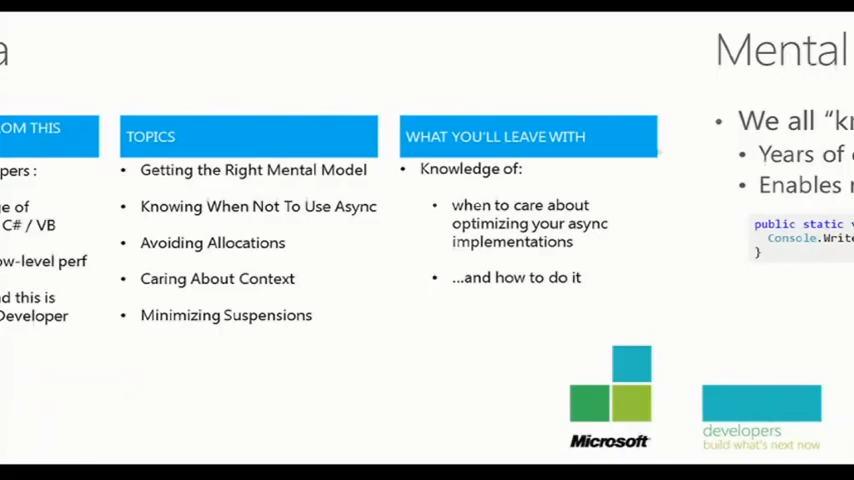 a
OM THIS
pers :
ge of
C# / VB
ow-level perf
d this is
Developer
TOPICS
• Getting the Right Mental Model
• Knowing When Not To Use Async
• Avoiding Allocations
• Caring About Context
• Minimizing Suspensions
WHAT YOU'LL LEAVE WITH
• Knowledge of:
• when to care about
optimizing your async
implementations
• ...and how to do it
Microsoft
Mental
• We all "kn
• Years of
• Enables
public static v
Console.Write
}
developers
build what's next now